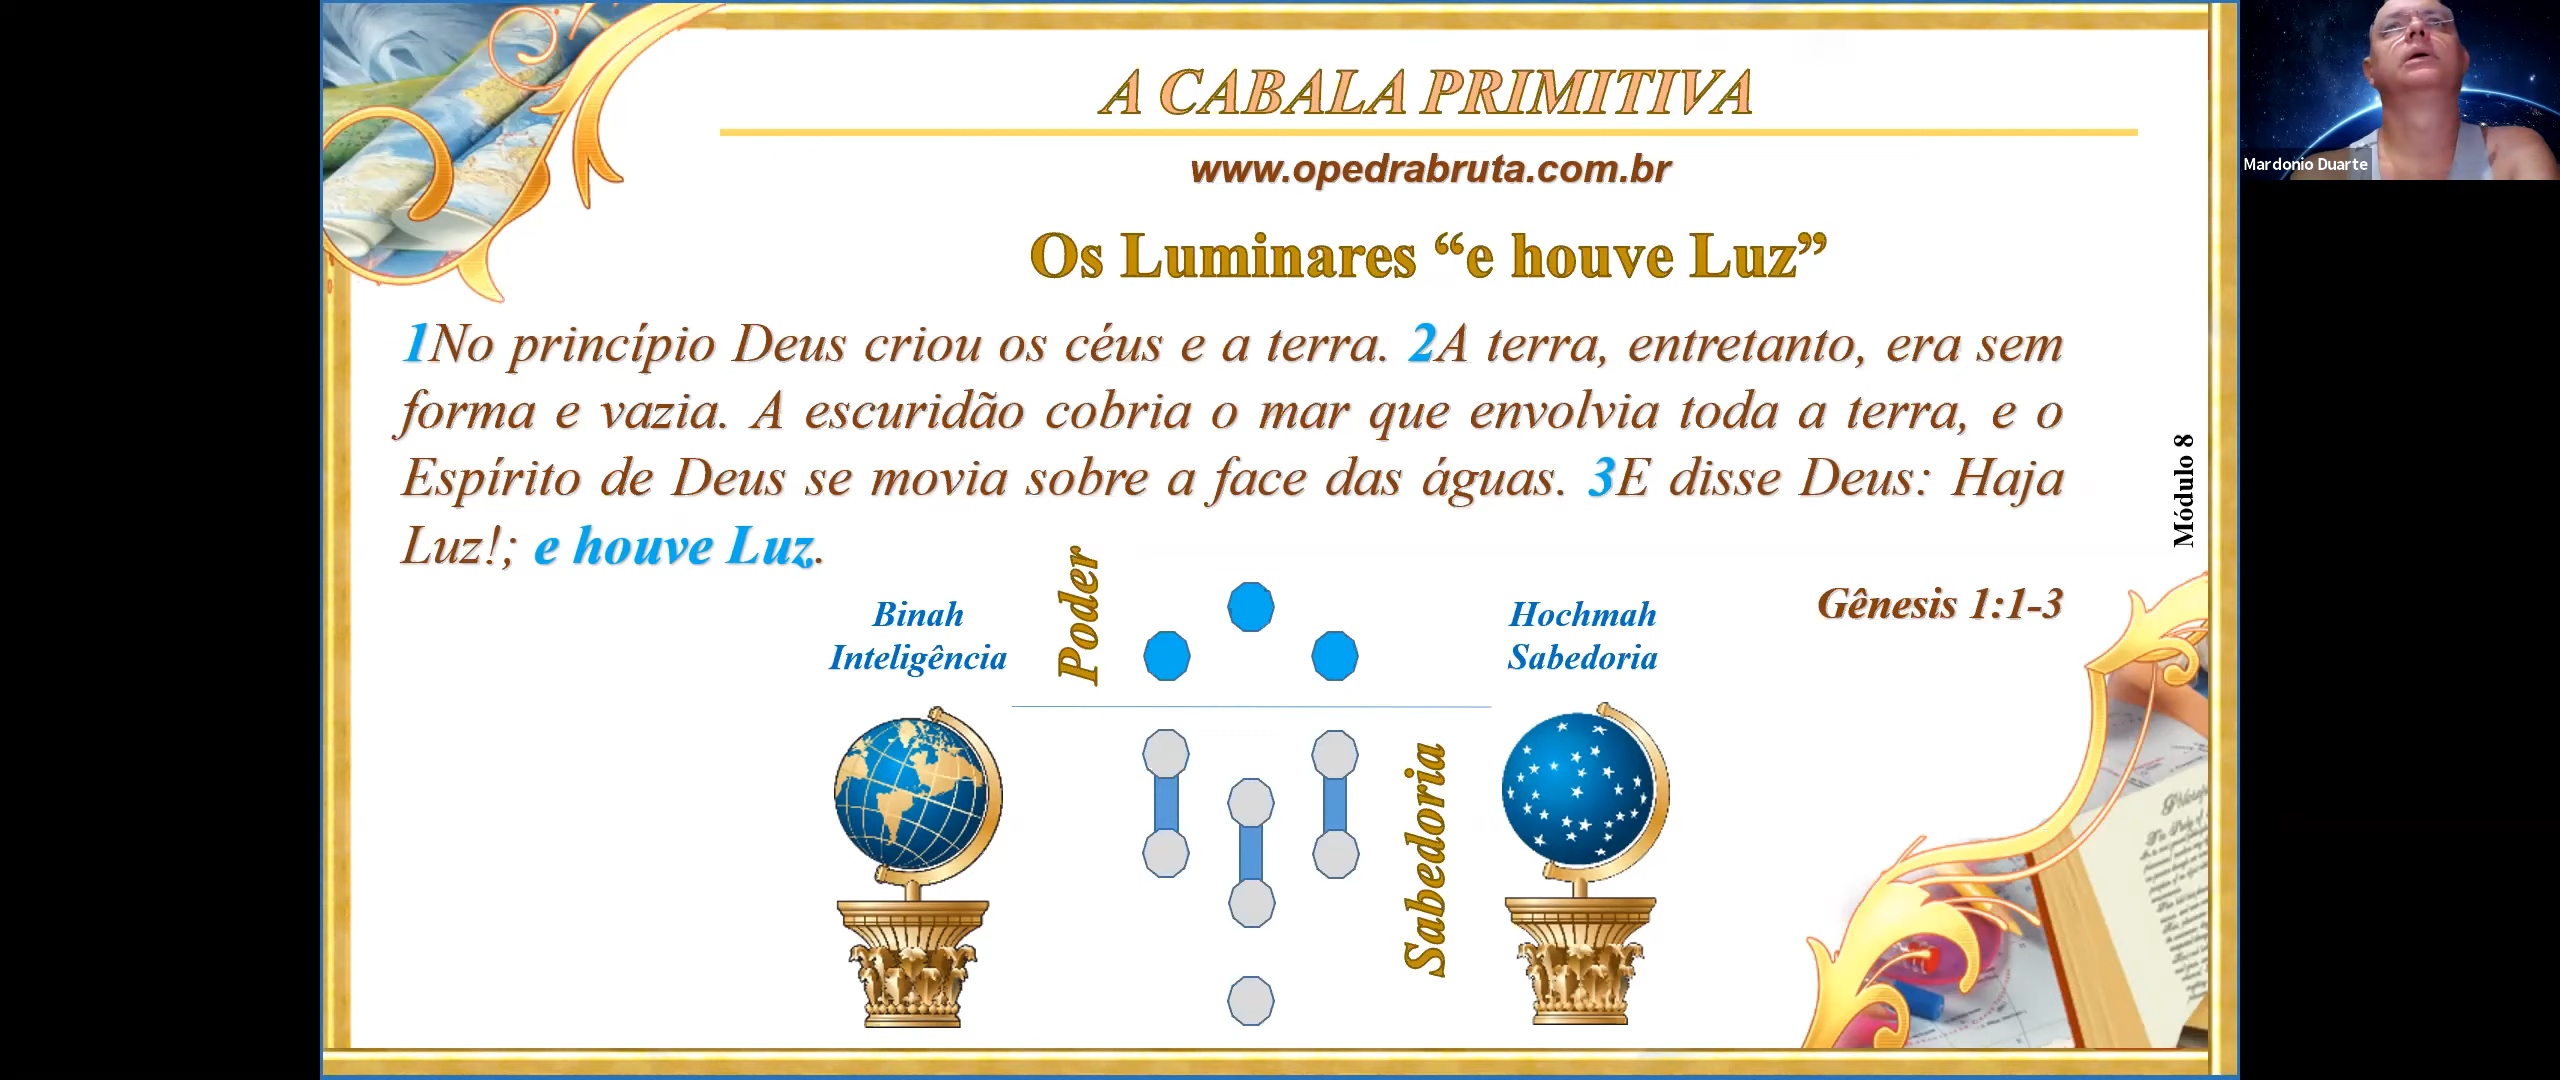 A CABALA PRIMITIVA
www.opedrabruta.com.br
Os Luminares “e houve Luz”
1No princípio Deus criou os céus e a terra. 2A terra, entretanto, era sem
forma e vazia. A escuridão cobria o mar que envolvia toda a terra, e o
Espírito de Deus se movia sobre a face das águas. 3E disse Deus: Haja
Luz!; e houve Luz.
Gênesis 1:1-3
Binah
Inteligência
Poder
Hochmah
Sabedoria
Sabedoria
Módulo 8
Mardonio Duarte